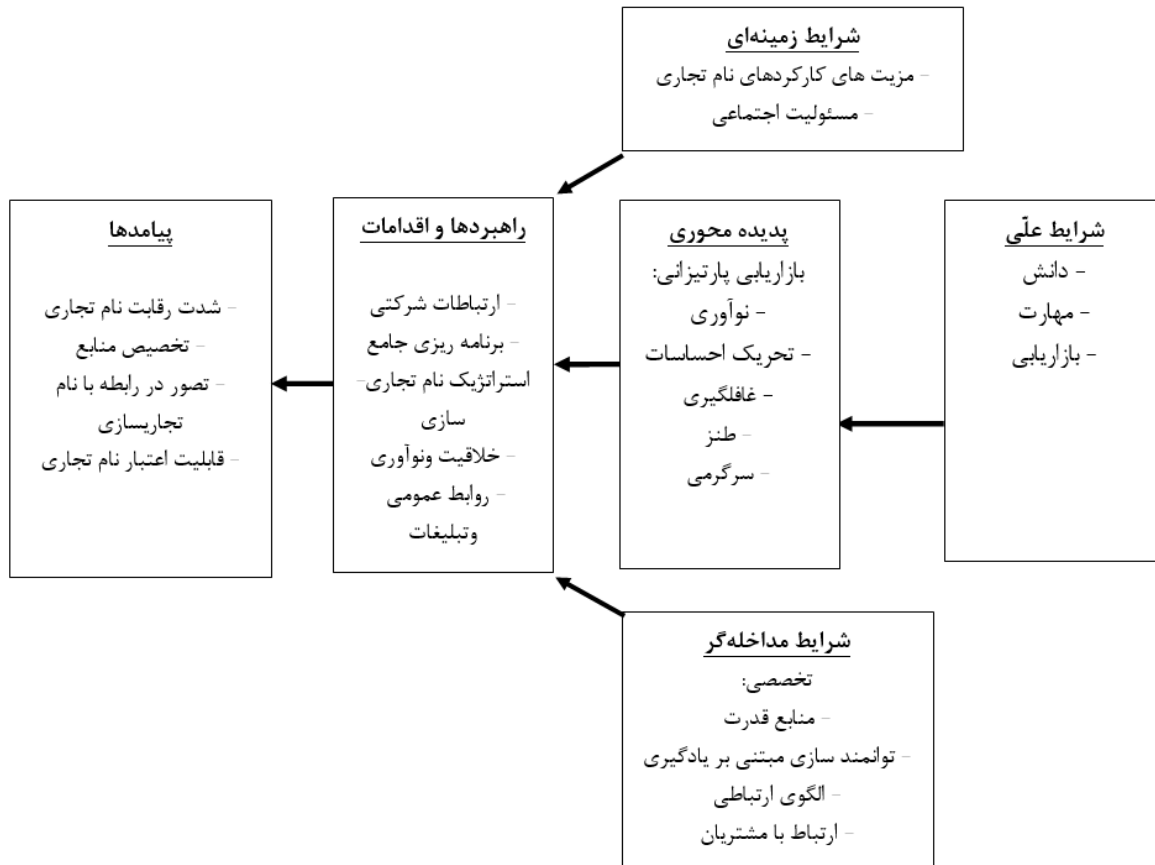 شرایط زمینه‌ای
- مزیت های کارکردهای نام تجاری
- مسئولیت اجتماعی
شرایط علّی
- دانش
- مهارت
- بازاریابی
پدیده محوری
بازاریابی پارتیزانی:
- نوآوری
- تحریک احساسات
- غافلگیری
- طنز
- سرگرمی
راهبردها و اقدامات
- ارتباطات شرکتی
- برنامه ریزی جامع
استراتژیک نام تجاری-
سازی
- خلاقیت ونوآوری
- روابط عمومی
وتبلیغات
پیامدها
- شدت رقابت نام تجاری
- تخصیص منابع
- تصور در رابطه با نام
تجاریسازی
- قابلیت اعتبار نام تجاری
شرایط مداخله‌گر
تخصصی:
- منابع قدرت
- توانمند سازی مبتنی بر یادگیری
- الگوی ارتباطی
- ارتباط با مشتریان